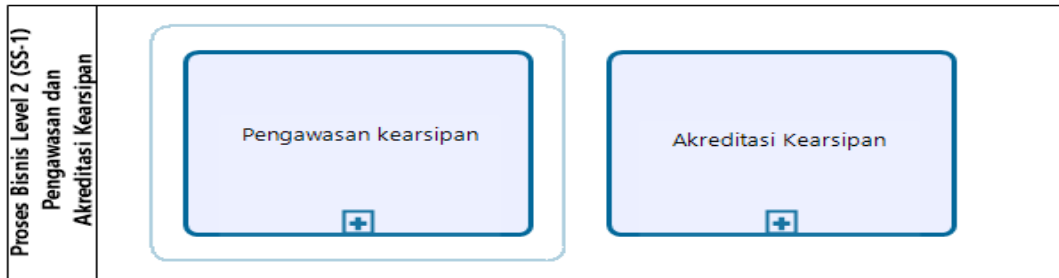 Proses Bisnis Level 2 (SS-1)
Pengawasan dan
Akreditasi Kearsipan
Pengawasan kearsipan
Akreditasi Kearsipan